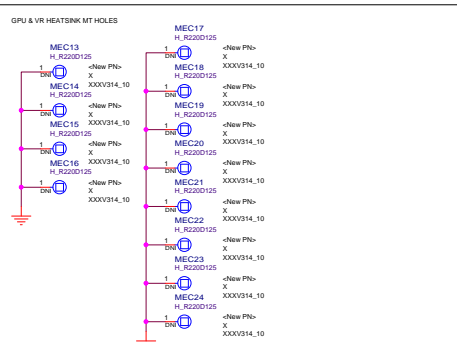 GPU & VR HEATSINK MT HOLES
MEC13
H_R220D125
1
DNI
<New PN>
X
XXXV314_10
MEC14
H_R220D125
1
DNI
<New PN>
X
XXXV314_10
MEC15
H_R220D125
1
DNI
<New PN>
X
XXXV314_10
MEC16
H_R220D125
1
DNI
<New PN>
X
XXXV314_10
MEC17
H_R220D125
1
DNI
<New PN>
X
XXXV314_10
MEC18
H_R220D125
1
DNI
<New PN>
X
XXXV314_10
MEC19
H_R220D125
1
DNI
<New PN>
X
XXXV314_10
MEC20
H_R220D125
1
DNI
<New PN>
X
XXXV314_10
MEC21
H_R220D125
1
DNI
<New PN>
X
XXXV314_10
MEC22
H_R220D125
1
DNI
<New PN>
X
XXXV314_10
MEC23
H_R220D125
1
DNI
<New PN>
X
XXXV314_10
MEC24
H_R220D125
1
DNI
<New PN>
X
XXXV314_10